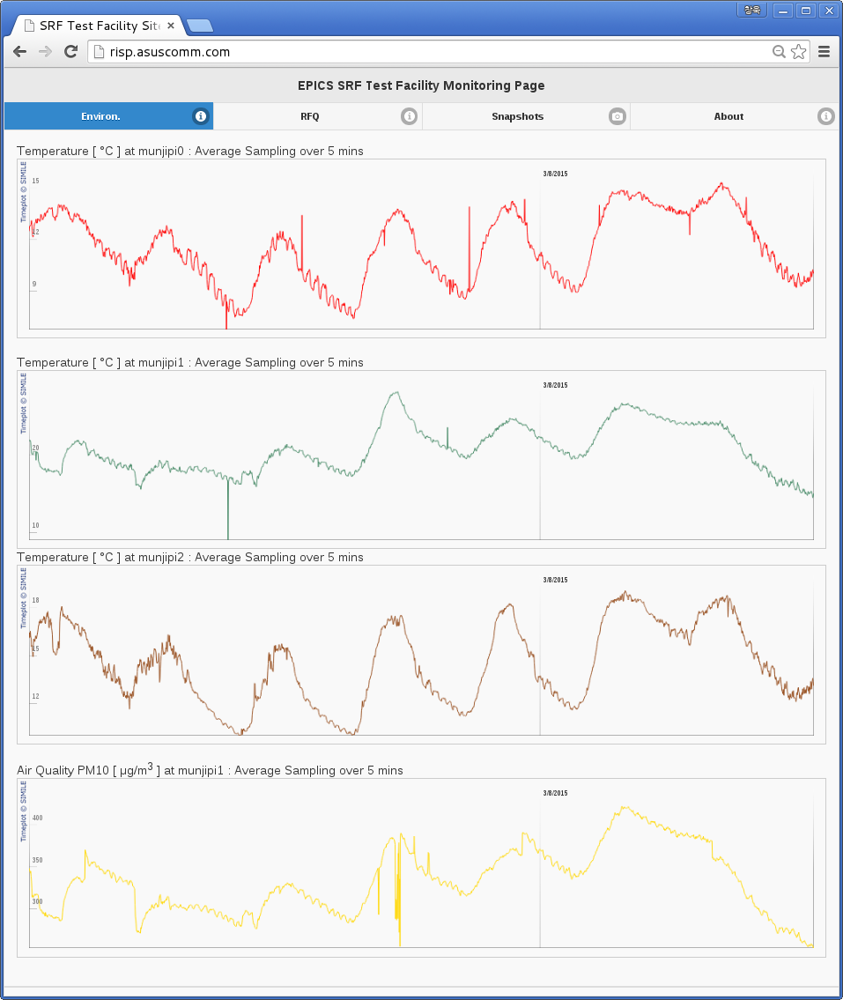 창욱
SRF Test Facility Site
risp.asuscomm.com
EPICS SRF Test Facility Monitoring Page
Environ.
RFQ
Snapshots
About
Temperature [ °C ] at munjipi0 : Average Sampling over 5 mins
Timeplot © SIMILE
3/8/2015
15
12
9
Temperature [ °C ] at munjipi1 : Average Sampling over 5 mins
Timeplot © SIMILE
3/8/2015
20
10
Temperature [ °C ] at munjipi2 : Average Sampling over 5 mins
Timeplot © SIMILE
3/8/2015
18
15
12
Air Quality PM10 [ µg/m³ ] at munjipi1 : Average Sampling over 5 mins
Timeplot © SIMILE
3/8/2015
400
350
300